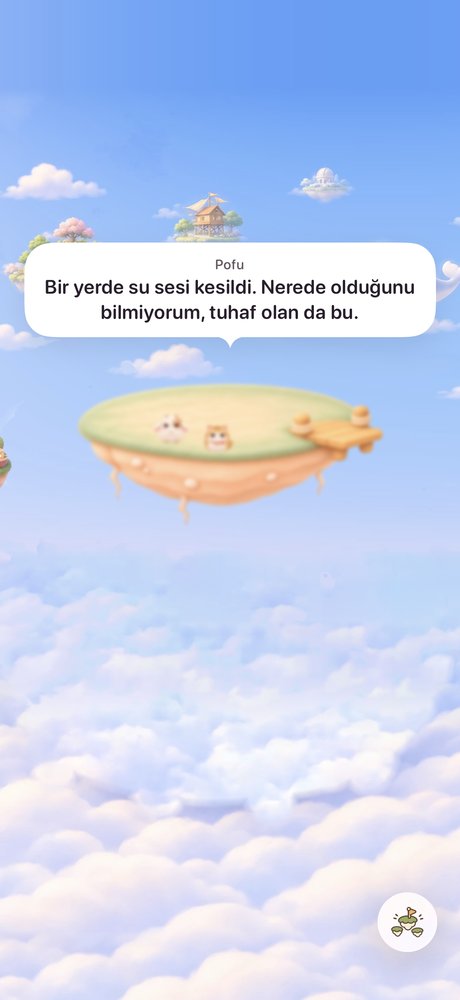 Pofu
Bir yerde su sesi kesildi. Nerede olduğunu
bilmiyorum, tuhaf olan da bu.